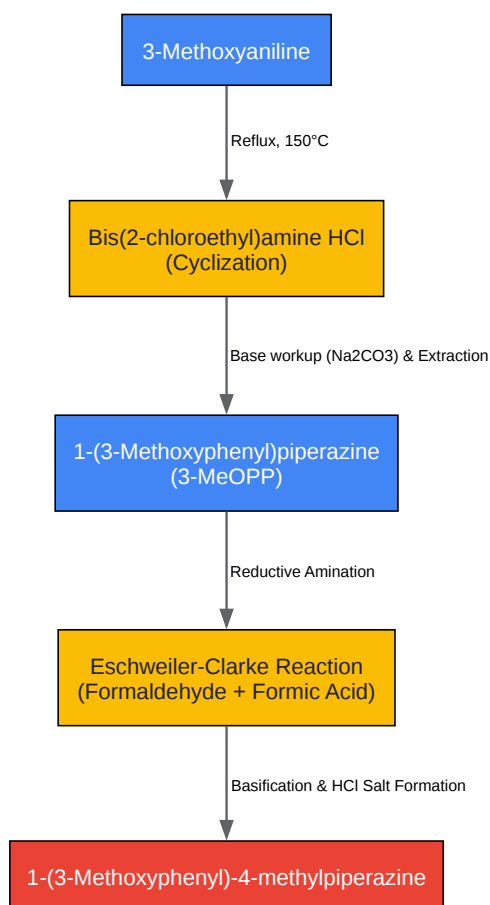 3-Methoxyaniline
Reflux, 150°C
Bis(2-chloroethyl)amine HCl
(Cyclization)
Base workup (Na2CO3) & Extraction
1-(3-Methoxyphenyl)piperazine
(3-MeOPP)
Reductive Amination
Eschweiler-Clarke Reaction
(Formaldehyde + Formic Acid)
Basification & HCl Salt Formation
1-(3-Methoxyphenyl)-4-methylpiperazine